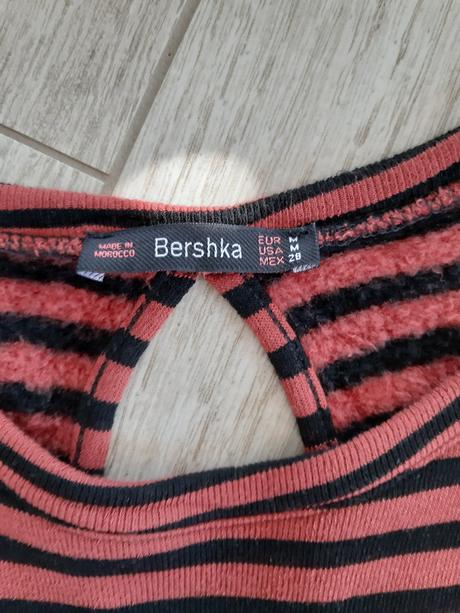 MADE IN
MOROCCO
Bershka
EUR M
USA M
MEX 28